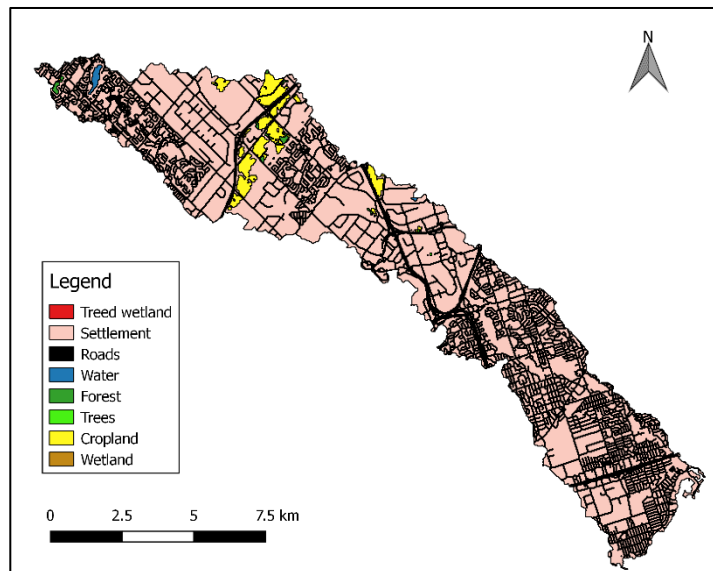 N
Legend
Treed wetland
Settlement
Roads
Water
Forest
Trees
Cropland
Wetland
0 2.5 5 7.5 km